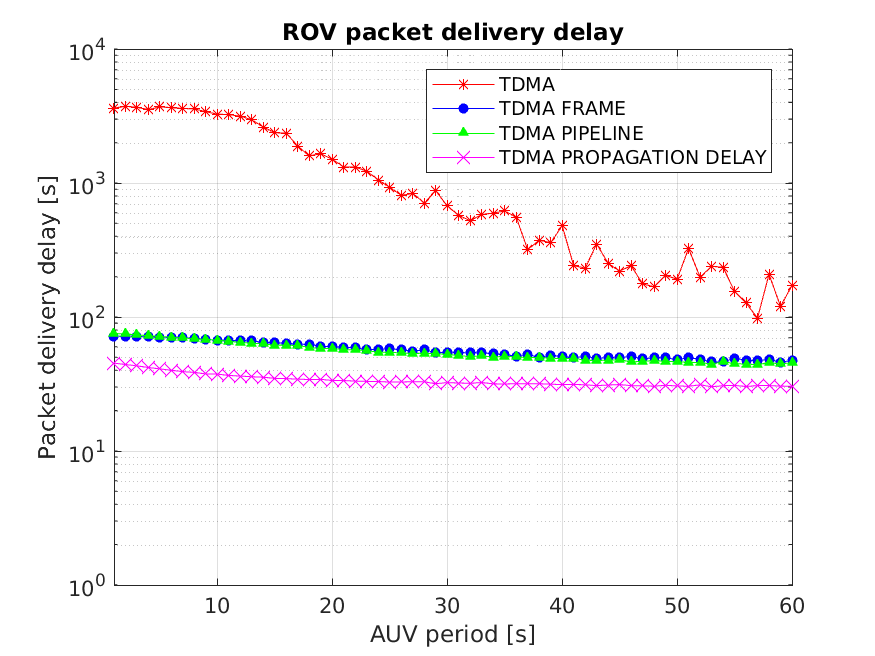 ROV packet delivery delay
TDMA
TDMA FRAME
TDMA PIPELINE
TDMA PROPAGATION DELAY
Packet delivery delay [s]
10^4
10^3
10^2
10^1
10^0
10 20 30 40 50 60
AUV period [s]